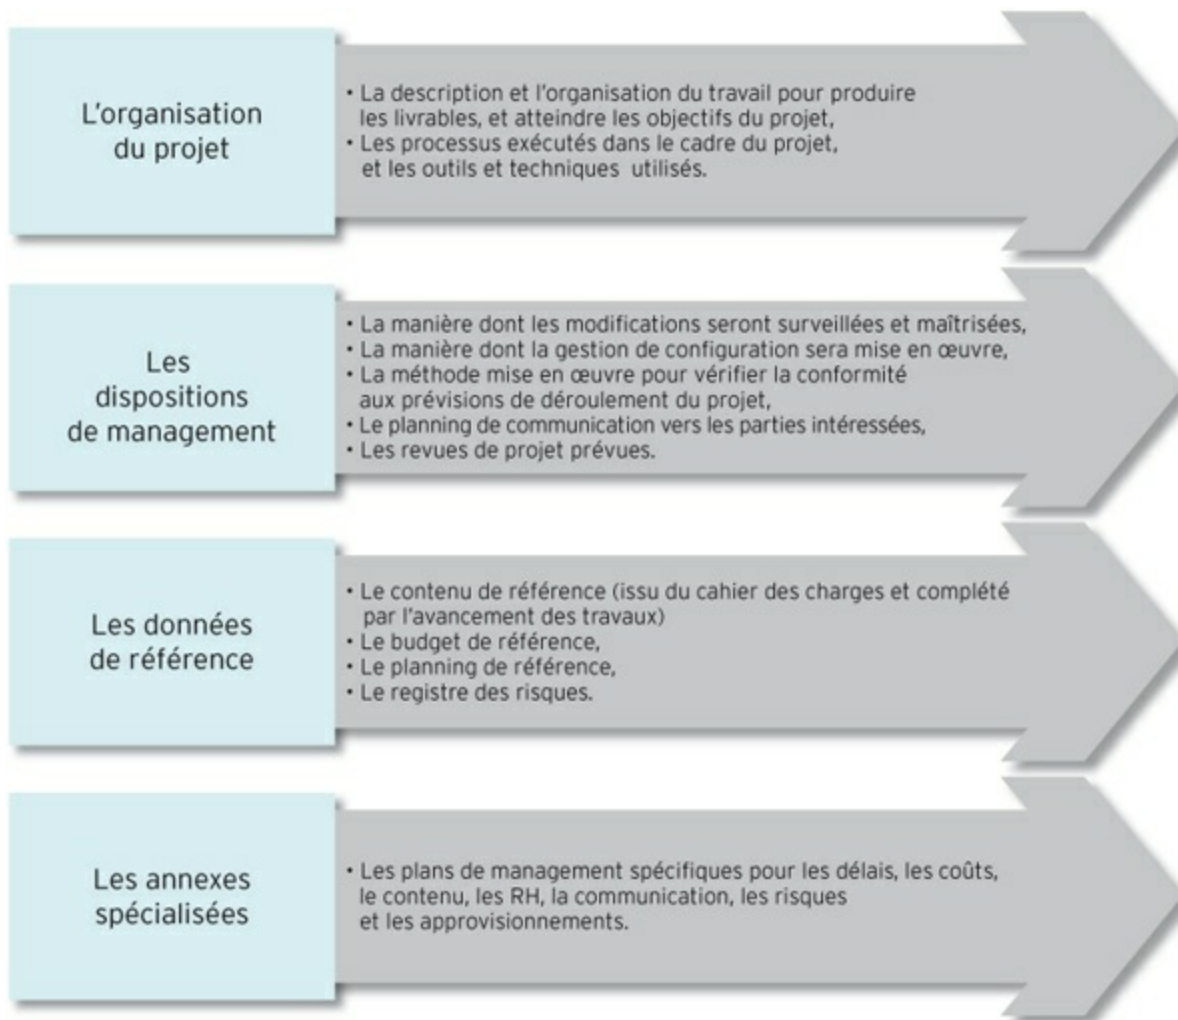 L'organisation
du projet
• La description et l'organisation du travail pour produire
les livrables, et atteindre les objectifs du projet,
• Les processus exécutés dans le cadre du projet,
et les outils et techniques utilisés.
Les
dispositions
de management
• La manière dont les modifications seront surveillées et maîtrisées,
• La manière dont la gestion de configuration sera mise en œuvre,
• La méthode mise en œuvre pour vérifier la conformité
aux prévisions de déroulement du projet,
• Le planning de communication vers les parties intéressées,
• Les revues de projet prévues.
Les données
de référence
• Le contenu de référence (issu du cahier des charges et complété
par l'avancement des travaux)
• Le budget de référence,
• Le planning de référence,
• Le registre des risques.
Les annexes
spécialisées
• Les plans de management spécifiques pour les délais, les coûts,
le contenu, les RH, la communication, les risques
et les approvisionnements.